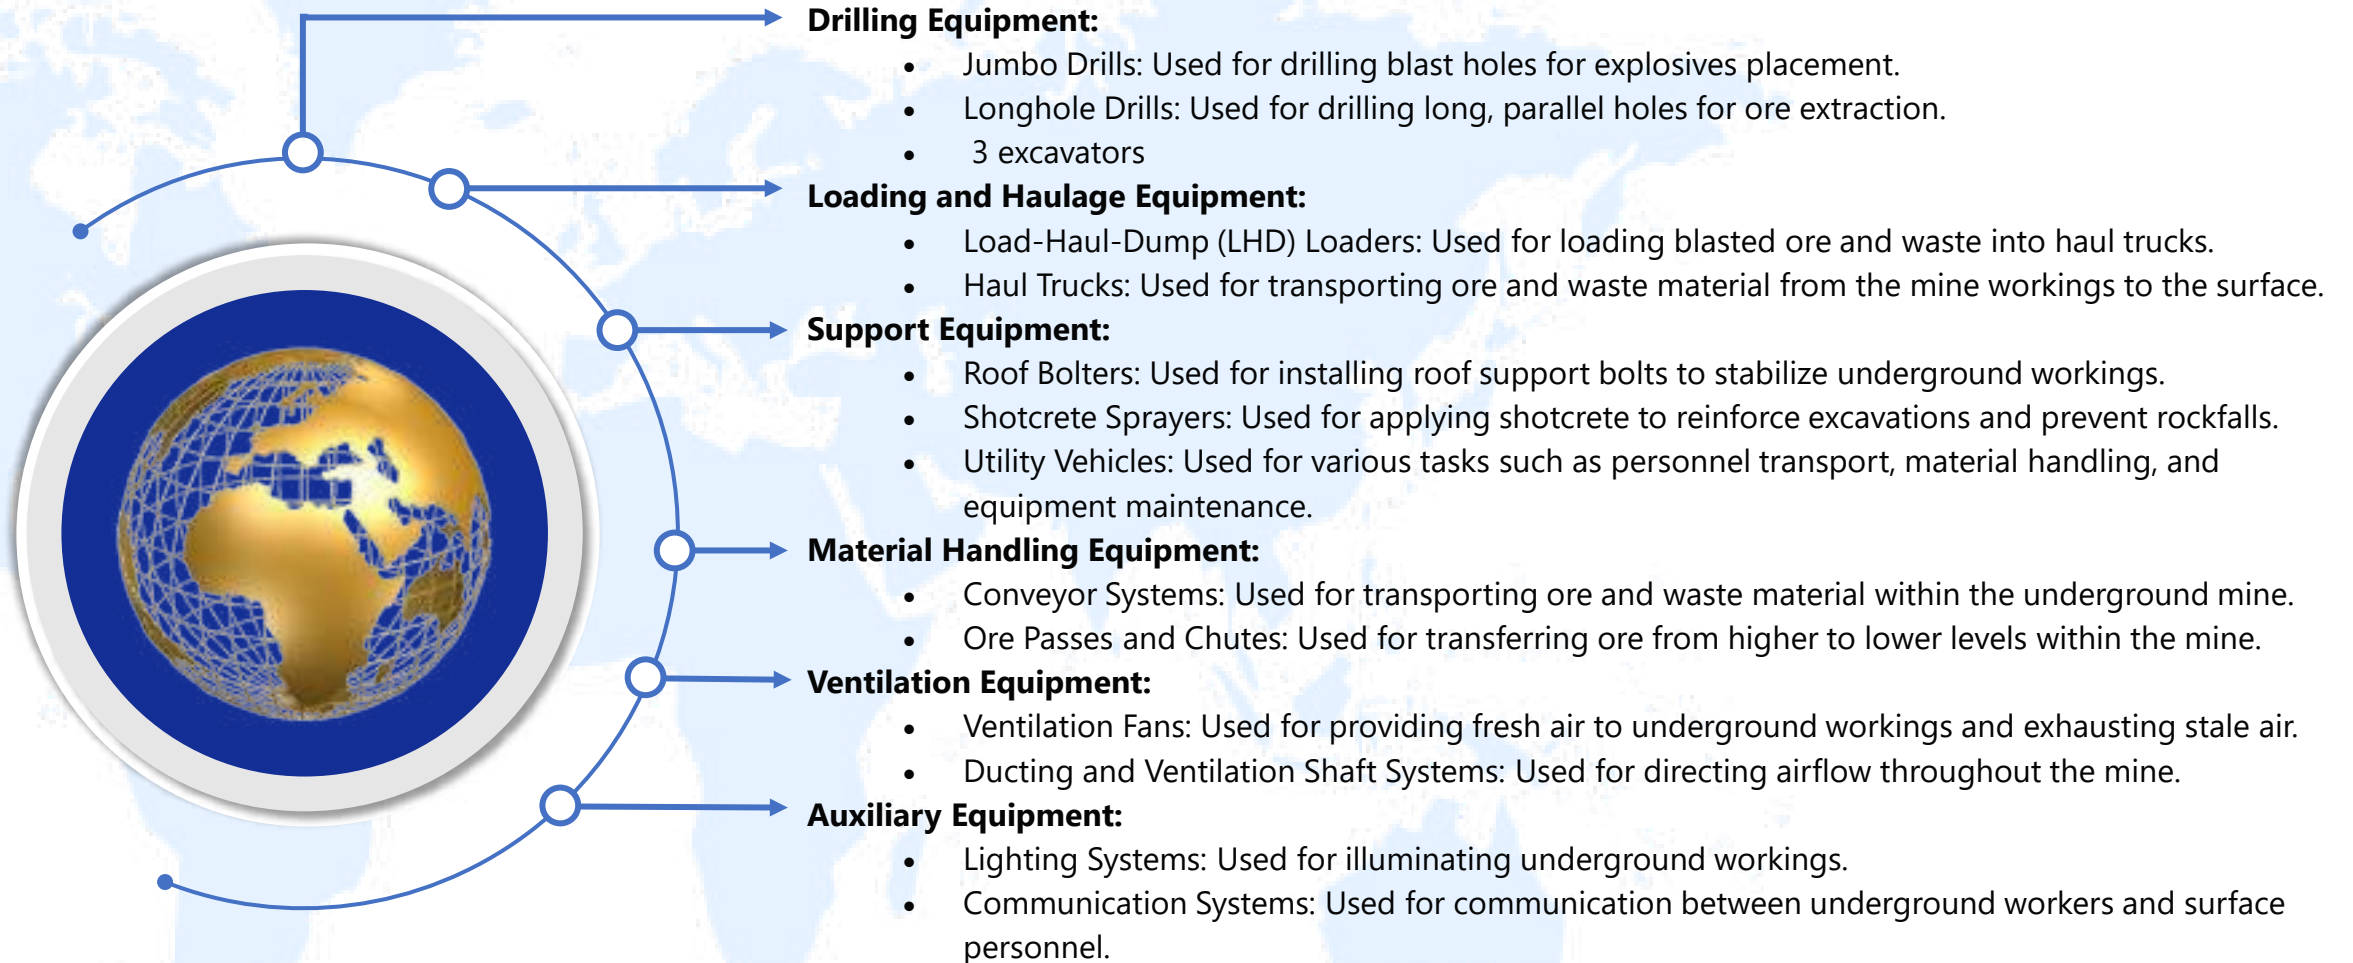 Drilling Equipment:
• Jumbo Drills: Used for drilling blast holes for explosives placement.
• Longhole Drills: Used for drilling long, parallel holes for ore extraction.
• 3 excavators
Loading and Haulage Equipment:
• Load-Haul-Dump (LHD) Loaders: Used for loading blasted ore and waste into haul trucks.
• Haul Trucks: Used for transporting ore and waste material from the mine workings to the surface.
Support Equipment:
• Roof Bolters: Used for installing roof support bolts to stabilize underground workings.
• Shotcrete Sprayers: Used for applying shotcrete to reinforce excavations and prevent rockfalls.
• Utility Vehicles: Used for various tasks such as personnel transport, material handling, and
equipment maintenance.
Material Handling Equipment:
• Conveyor Systems: Used for transporting ore and waste material within the underground mine.
• Ore Passes and Chutes: Used for transferring ore from higher to lower levels within the mine.
Ventilation Equipment:
• Ventilation Fans: Used for providing fresh air to underground workings and exhausting stale air.
• Ducting and Ventilation Shaft Systems: Used for directing airflow throughout the mine.
Auxiliary Equipment:
• Lighting Systems: Used for illuminating underground workings.
• Communication Systems: Used for communication between underground workers and surface
personnel.